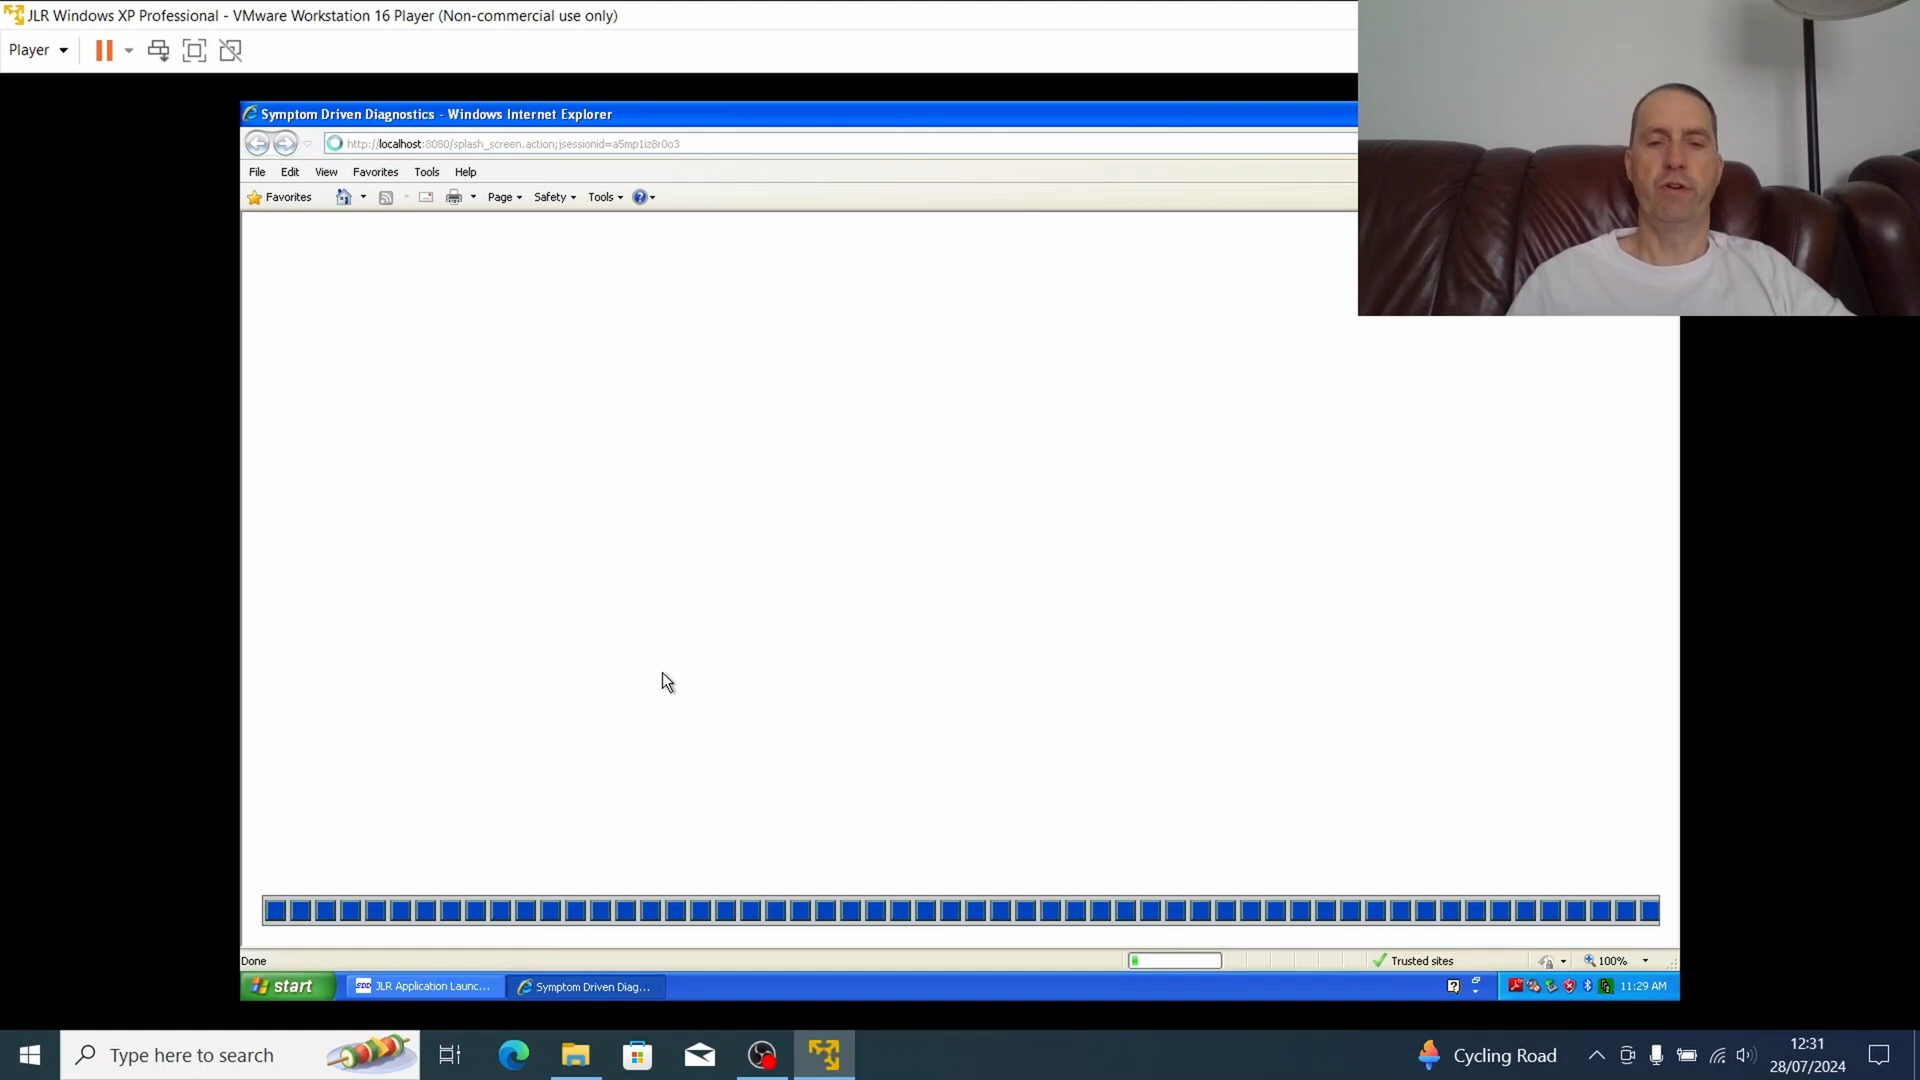 JLR Windows XP Professional - VMware Workstation 16 Player (Non-commercial use only)
Player
Symptom Driven Diagnostics - Windows Internet Explorer
http://localhost:8080/splash_screen.action;jsessionid=a5mp1iz8r0o3
File Edit View Favorites Tools Help
Favorites Page Safety Tools
Done Trusted sites 100%
start SDD JLR Application Launc... Symptom Driven Diag... 11:29 AM
Type here to search Cycling Road 12:31
28/07/2024